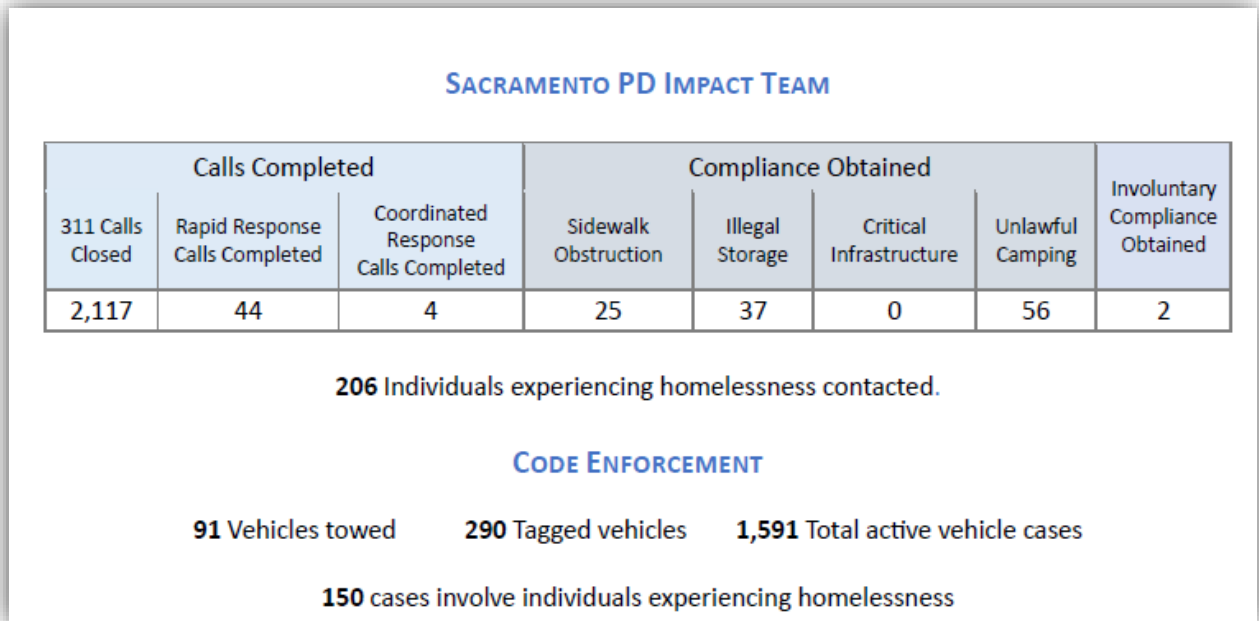 SACRAMENTO PD IMPACT TEAM
Calls Completed
Compliance Obtained
Involuntary
Compliance
Obtained
311 Calls
Closed
Rapid Response
Calls Completed
Coordinated
Response
Calls Completed
Sidewalk
Obstruction
Illegal
Storage
Critical
Infrastructure
Unlawful
Camping
2,117 44 4 25 37 0 56 2
206 Individuals experiencing homelessness contacted.
CODE ENFORCEMENT
91 Vehicles towed 290 Tagged vehicles 1,591 Total active vehicle cases
150 cases involve individuals experiencing homelessness